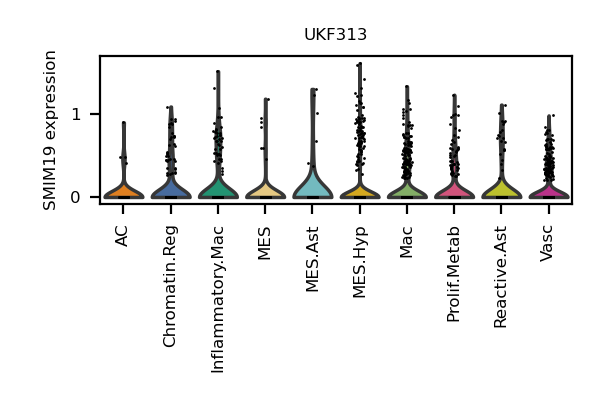 UKF313
SMIM19 expression
1
0
AC
Chromatin.Reg
Inflammatory.Mac
MES
MES.Ast
MES.Hyp
Mac
Prolif.Metab
Reactive.Ast
Vasc